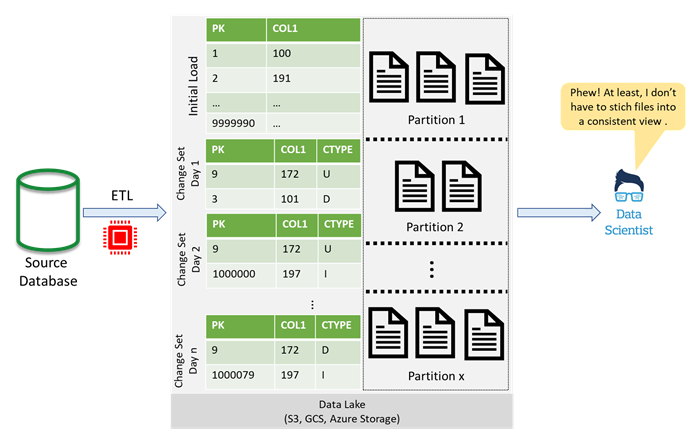 Initial Load
PK COL1
1 100
2 191
... ...
9999990 ...
Partition 1
Phew! At least, I don't
have to stich files into
a consistent view .
Change Set
Day 1
PK COL1 CTYPE
9 172 U
3 101 D
Partition 2
Source
Database
ETL
Data
Scientist
Change Set
Day 2
PK COL1 CTYPE
9 172 U
1000000 197 I
⋮
⋮
Change Set
Day n
PK COL1 CTYPE
9 172 D
1000079 197 I
Partition x
Data Lake
(S3, GCS, Azure Storage)